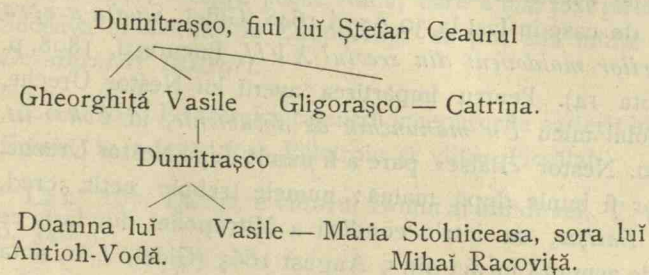 Dumitrașco, fiul luĭ Ștefan Ceaurul
Gheorghiță Vasile Gligorașco — Catrina.
Dumitrașco
Doamna luĭ Vasile — Maria Stolniceasa, sora luĭ
Antioh-Vodă. Mihaĭ Racoviță.